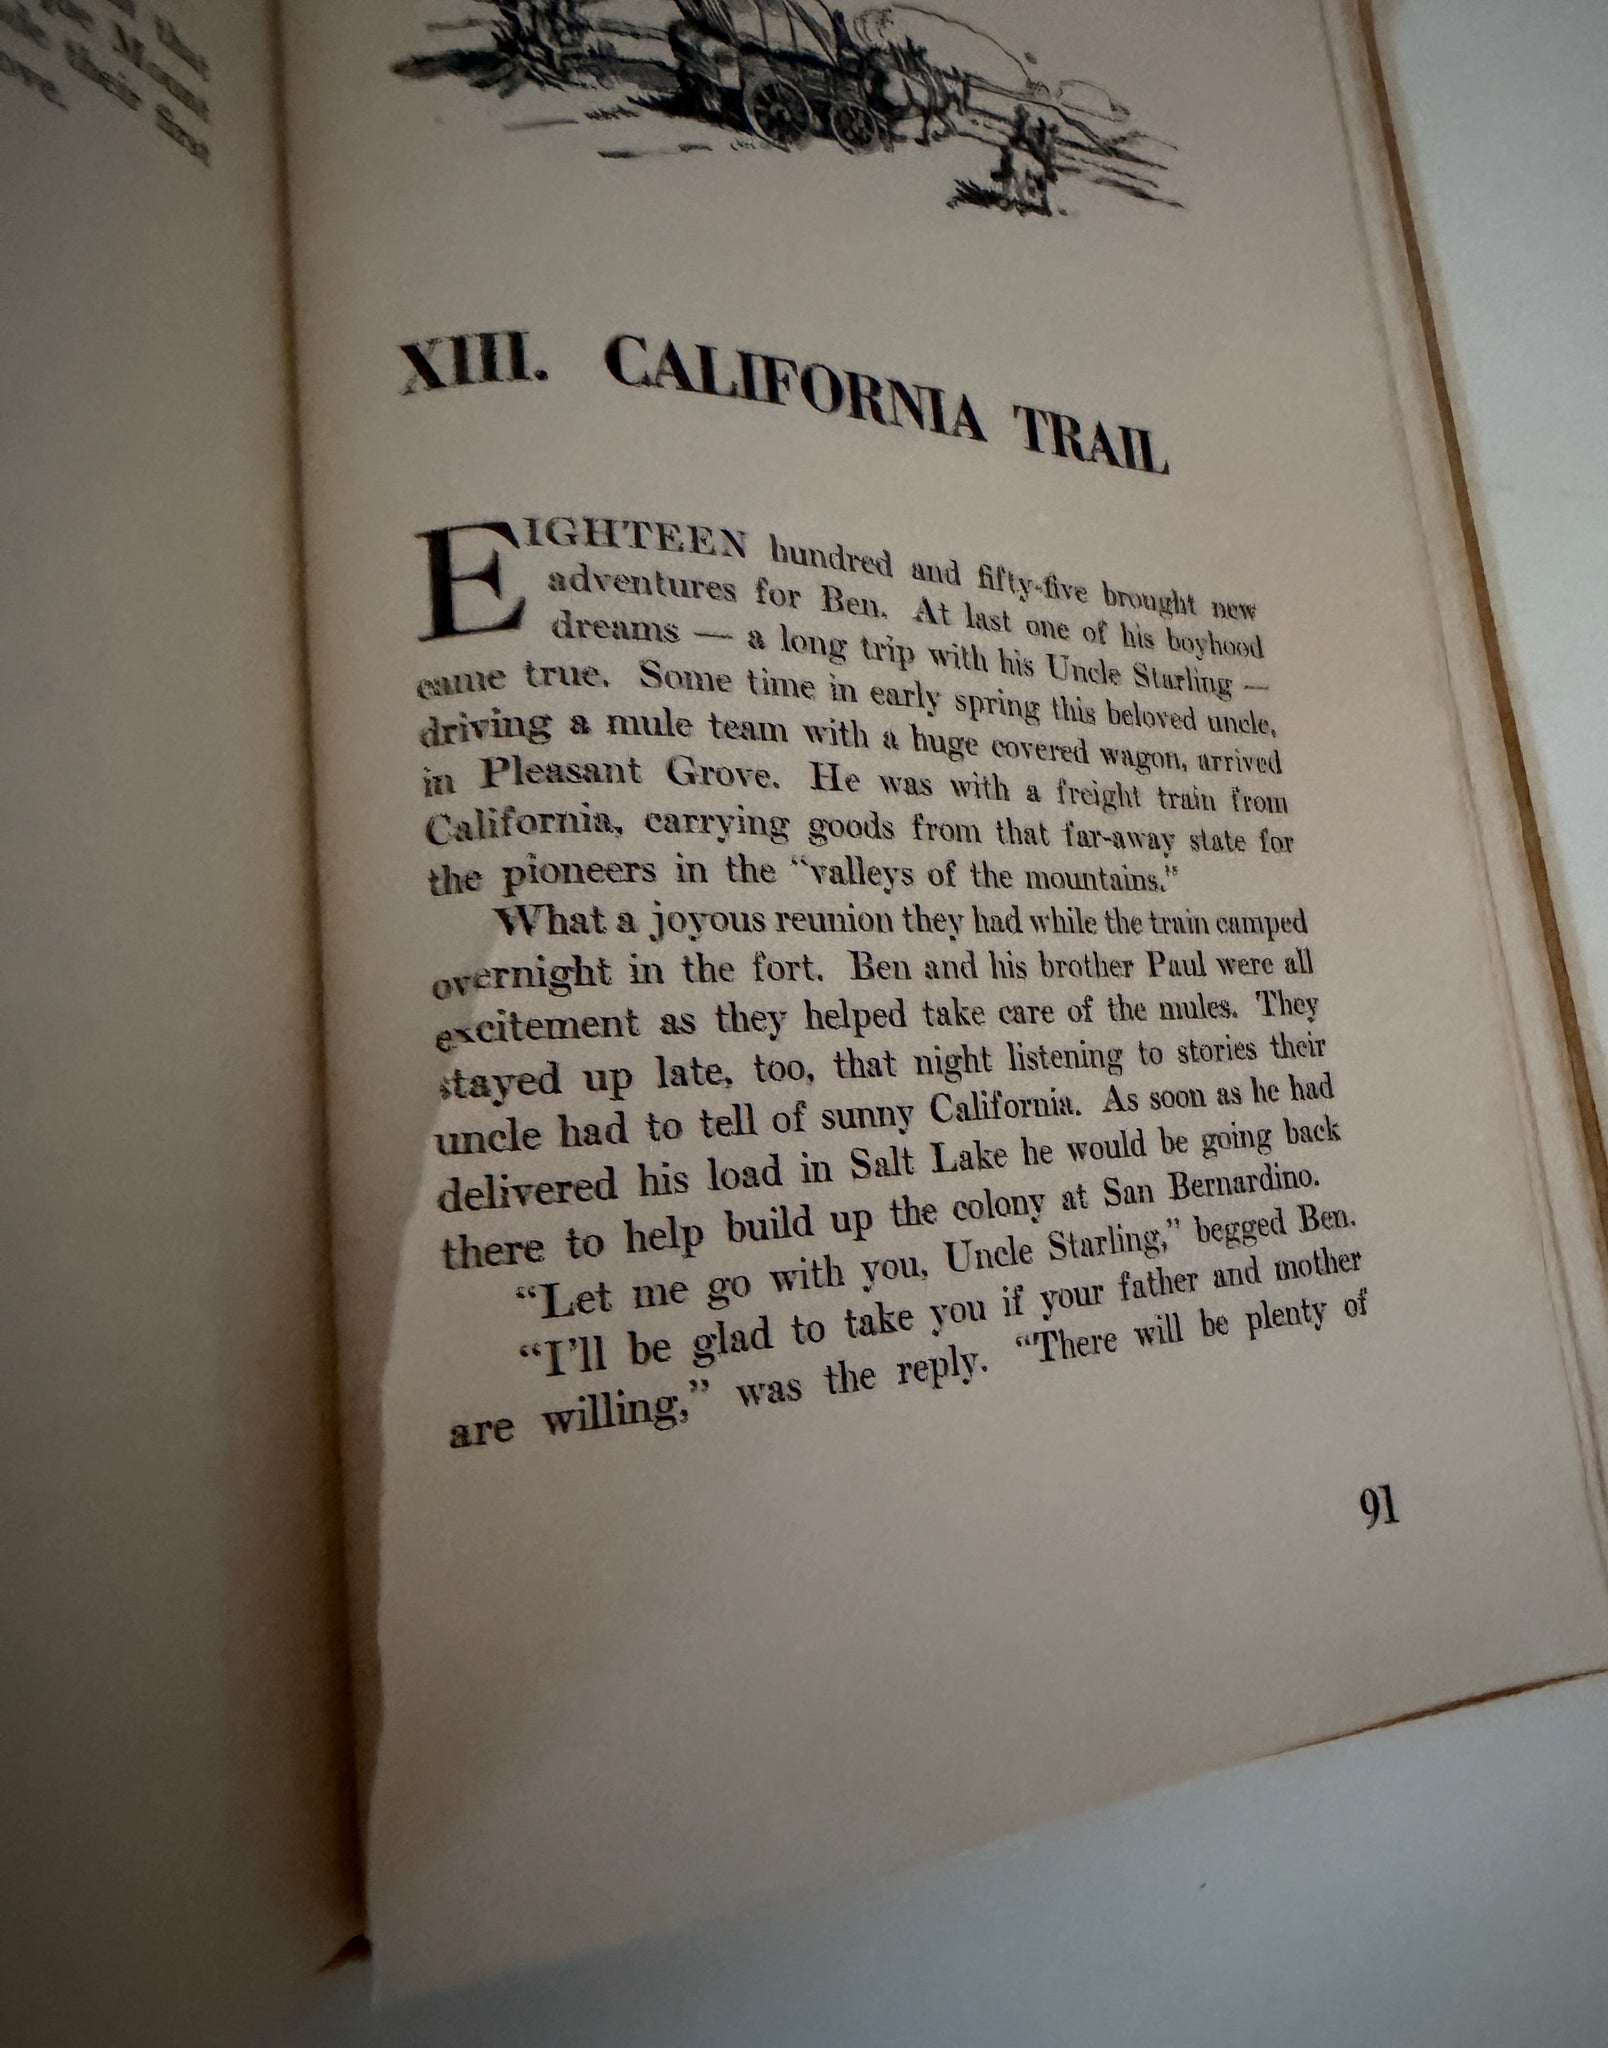 XIII. CALIFORNIA TRAIL
EIGHTEEN hundred and fifty-five brought new
adventures for Ben. At last one of his boyhood
dreams — a long trip with his Uncle Starling —
came true. Some time in early spring this beloved uncle,
driving a mule team with a huge covered wagon, arrived
in Pleasant Grove. He was with a freight train from
California, carrying goods from that far-away state for
the pioneers in the “valleys of the mountains.”
What a joyous reunion they had while the train camped
overnight in the fort. Ben and his brother Paul were all
excitement as they helped take care of the mules. They
stayed up late, too, that night listening to stories their
uncle had to tell of sunny California. As soon as he had
delivered his load in Salt Lake he would be going back
there to help build up the colony at San Bernardino.
“Let me go with you, Uncle Starling,” begged Ben.
“I’ll be glad to take you if your father and mother
are willing,” was the reply. “There will be plenty of
91